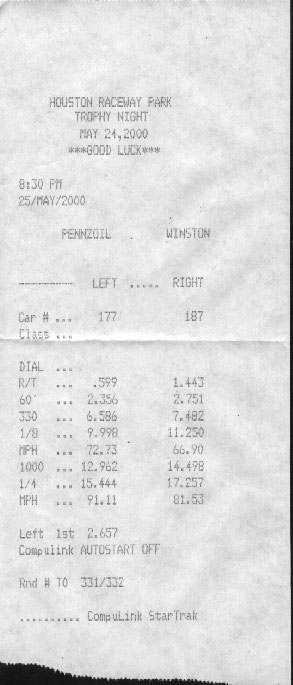 HOUSTON RACEWAY PARK
TROPHY NIGHT
MAY 24,2000
***GOOD LUCK***
8:30 PM
25/MAY/2000
PENNZOIL . WINSTON
--------- LEFT ..... RIGHT
Car # ... 177 187
Class ...
DIAL ...
R/T ... .599 1.443
60' ... 2.356 2.751
330 ... 6.586 7.482
1/8 ... 9.998 11.250
MPH ... 72.73 66.90
1000 ... 12.962 14.498
1/4 ... 15.444 17.257
MPH ... 91.11 81.53
Left 1st 2.657
Compulink AUTOSTART OFF
Rnd # TO 331/332
.......... CompuLink StarTrak